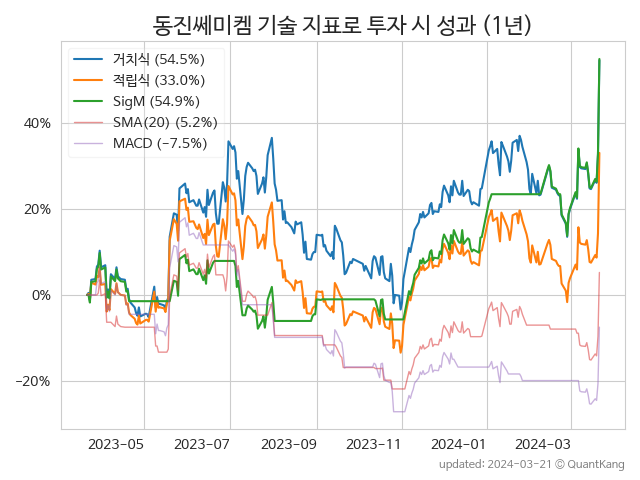 동진쎄미켐 기술 지표로 투자 시 성과 (1년)
거치식 (54.5%)
적립식 (33.0%)
SigM (54.9%)
SMA(20) (5.2%)
MACD (−7.5%)
40%
20%
0%
−20%
2023−05 2023−07 2023−09 2023−11 2024−01 2024−03
updated: 2024−03−21 © QuantKang